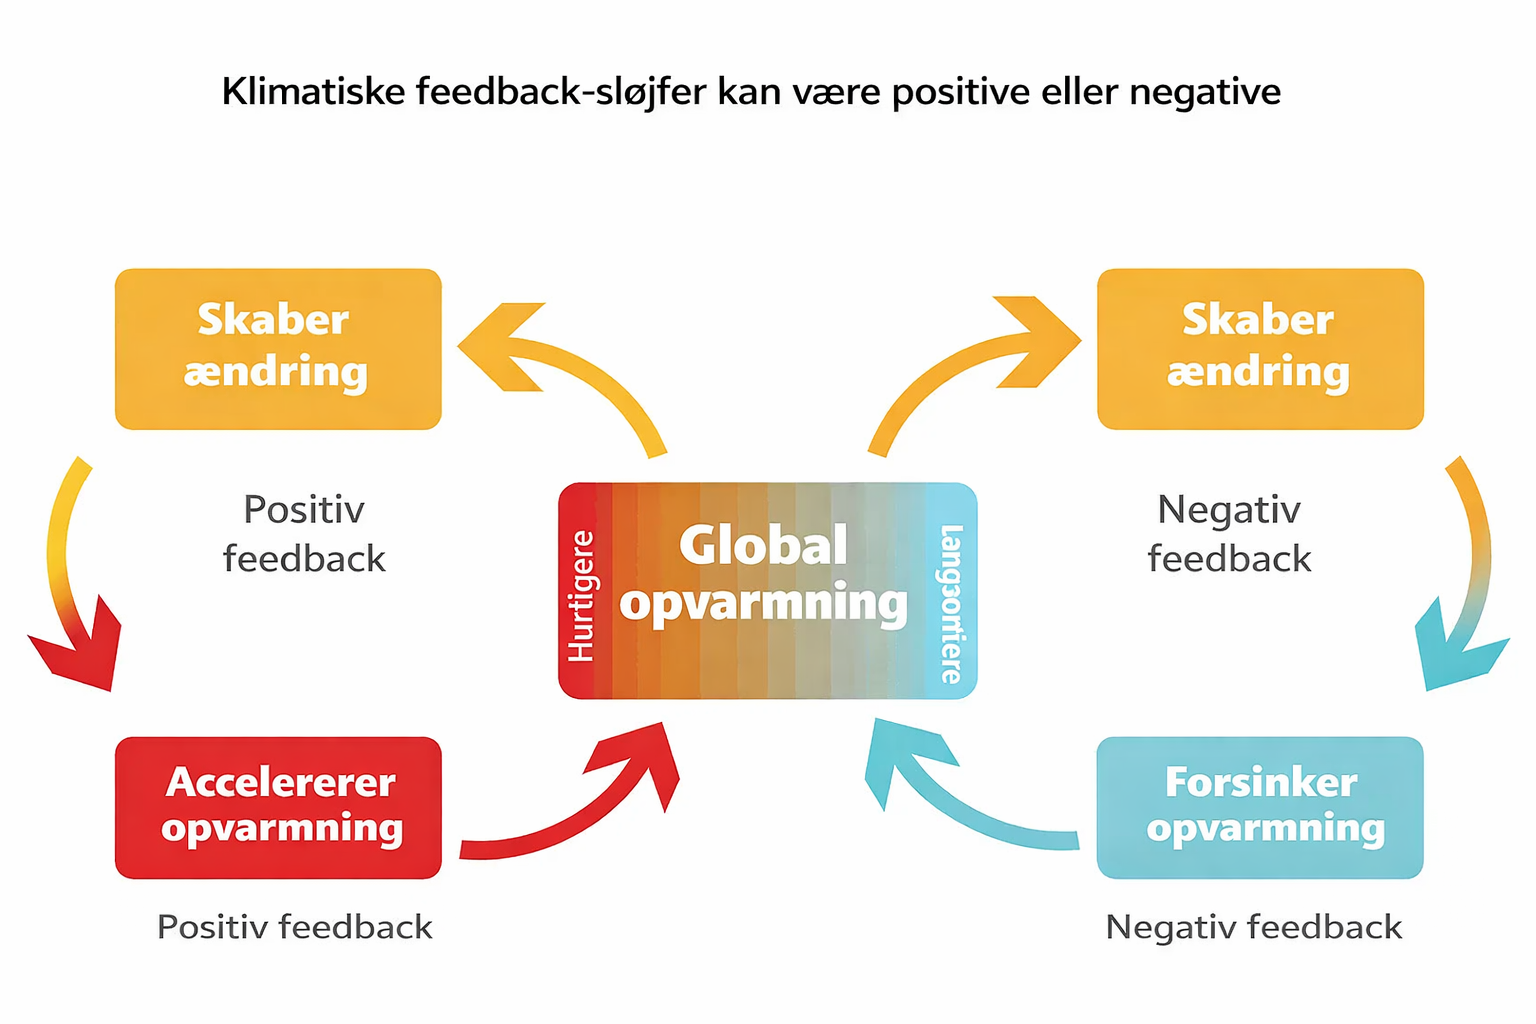 Klimatiske feedback-sløjfer kan være positive eller negative
Skaber
ændring
Skaber
ændring
Positiv
feedback
Negativ
feedback
Hurtigere
Global
opvarmning
Accelererer
opvarmning
Forsinker
opvarmning
Positiv feedback
Negativ feedback